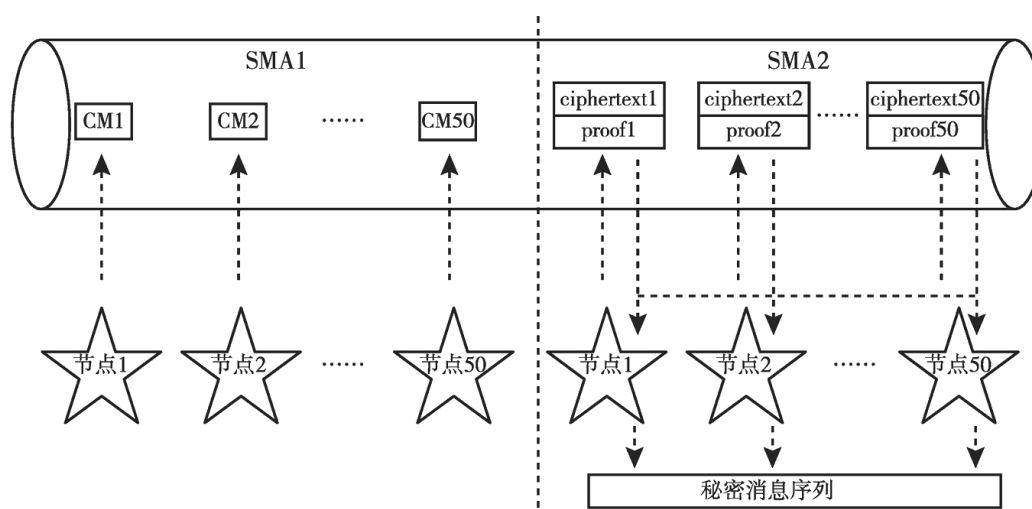 SMA1
SMA2
CM1
CM2
……
CM50
ciphertext1
proof1
ciphertext2
proof2
……
ciphertext50
proof50
节点1
节点2
……
节点50
节点1
节点2
……
节点50
秘密消息序列